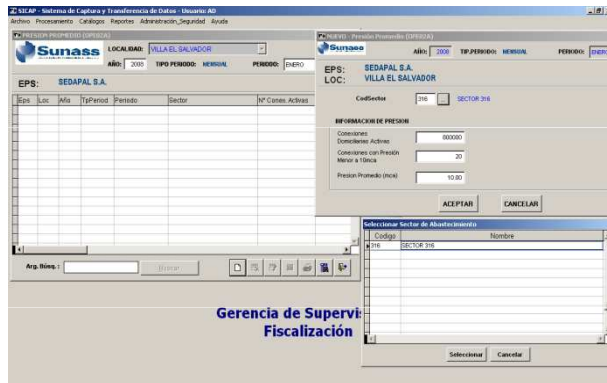 SICAP - Sistema de Captura y Transferencia de Datos - Usuario: AD
Archivo Procesamiento Catálogos Reportes Administración_Seguridad Ayuda
PRESION PROMEDIO (OPER2A)
Sunass
LOCALIDAD: VILLA EL SALVADOR
AÑO: 2008 TIPO PERIODO: MENSUAL PERIODO: ENERO
EPS: SEDAPAL S.A.
Eps Loc Año TpPeriod Periodo Sector Nº Conex. Activas
Arg. Búsq. :
Buscar
NUEVO - Presión Promedio (OPER2A)
Sunass
AÑO: 2008 TIP.PERIODO: MENSUAL PERIODO: ENERO
EPS: SEDAPAL S.A.
LOC: VILLA EL SALVADOR
CodSector 316 ... SECTOR 316
INFORMACION DE PRESION
Conexiones
Domiciliarias Activas 000080
Conexiones con Presión
Menor a 10mca 20
Presion Promedio (mca) 10.00
ACEPTAR CANCELAR
Seleccionar Sector de Abastecimiento
Codigo Nombre
316 SECTOR 316
Seleccionar Cancelar
Gerencia de Supervi
Fiscalización